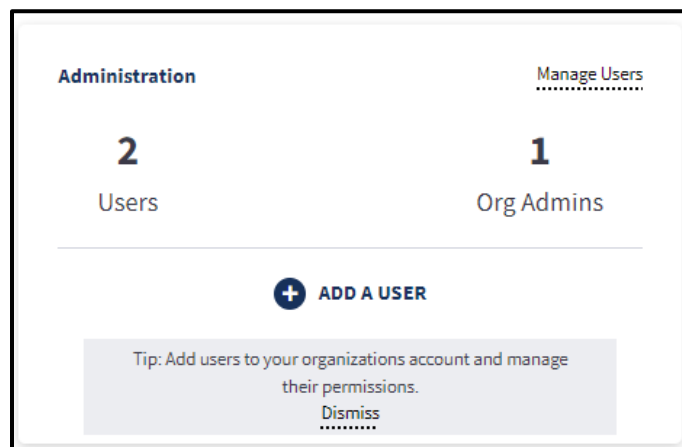 Administration
Manage Users
2
1
Users
Org Admins
ADD A USER
Tip: Add users to your organizations account and manage
their permissions.
Dismiss